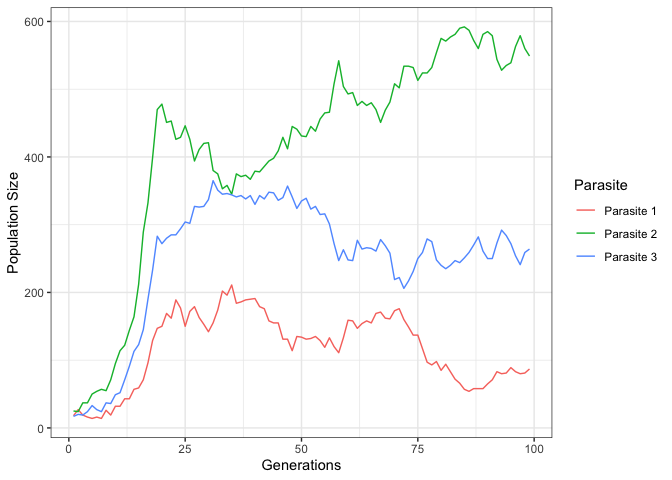 600
400
200
0
Population Size
0 25 50 75 100
Generations
Parasite
Parasite 1
Parasite 2
Parasite 3